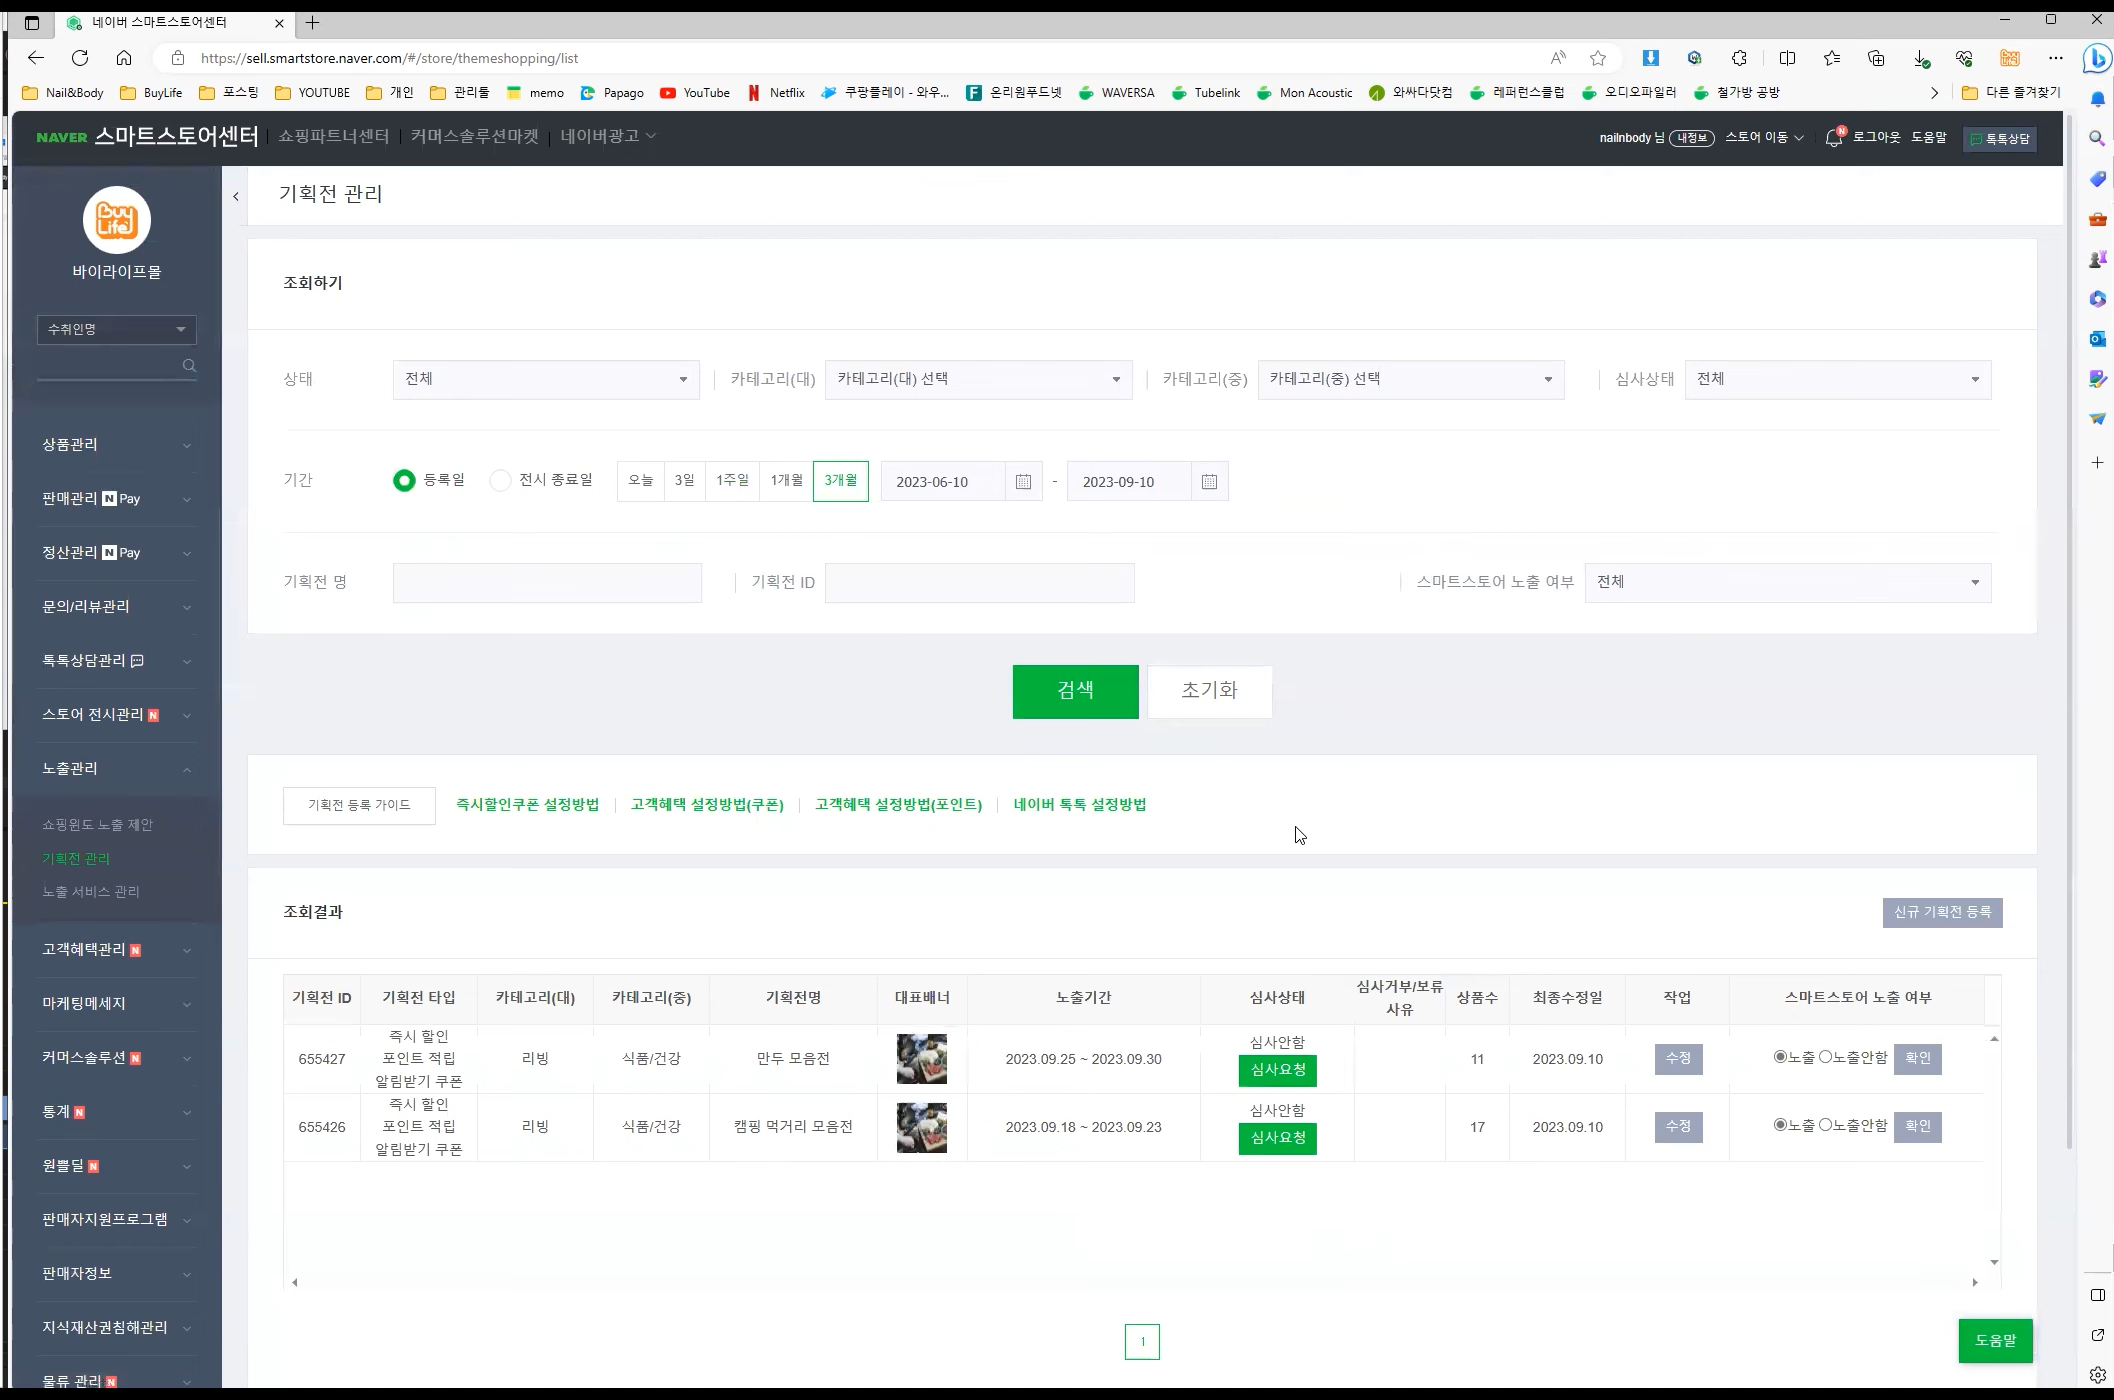 네이버 스마트스토어센터
https://sell.smartstore.naver.com/#/store/themeshopping/list
Nail&Body BuyLife 포스팅 YOUTUBE 개인 관리툴 memo Papago YouTube Netflix 쿠팡플레이 - 와우... 온리원푸드넷 WAVERSA Tubelink Mon Acoustic 와싸다닷컴 레퍼런스클럽 오디오파일러 철가방 공방 다른 즐겨찾기
NAVER 스마트스토어센터 쇼핑파트너센터 커머스솔루션마켓 네이버광고
nailnbody 님 내정보 스토어 이동 N 로그아웃 도움말 톡톡상담
Buy Life
바이라이프몰
수취인명
상품관리
판매관리 N Pay
정산관리 N Pay
문의/리뷰관리
톡톡상담관리
스토어 전시관리 N
노출관리
쇼핑윈도 노출 제안
기획전 관리
노출 서비스 관리
고객혜택관리 N
마케팅메세지
커머스솔루션 N
통계 N
원쁠딜 N
판매자지원프로그램
판매자정보
지식재산권침해관리
물류 관리 N
기획전 관리
조회하기
상태 전체 카테고리(대) 카테고리(대) 선택 카테고리(중) 카테고리(중) 선택 심사상태 전체
기간 등록일 전시 종료일 오늘 3일 1주일 1개월 3개월 2023-06-10 - 2023-09-10
기획전 명 기획전 ID 스마트스토어 노출 여부 전체
검색 초기화
기획전 등록 가이드 즉시할인쿠폰 설정방법 고객혜택 설정방법(쿠폰) 고객혜택 설정방법(포인트) 네이버 톡톡 설정방법
조회결과 신규 기획전 등록
기획전 ID 기획전 타입 카테고리(대) 카테고리(중) 기획전명 대표배너 노출기간 심사상태 심사거부/보류 사유 상품수 최종수정일 작업 스마트스토어 노출 여부
655427 즉시 할인 포인트 적립 알림받기 쿠폰 리빙 식품/건강 만두 모음전 2023.09.25 ~ 2023.09.30 심사안함 심사요청 11 2023.09.10 수정 노출 노출안함 확인
655426 즉시 할인 포인트 적립 알림받기 쿠폰 리빙 식품/건강 캠핑 먹거리 모음전 2023.09.18 ~ 2023.09.23 심사안함 심사요청 17 2023.09.10 수정 노출 노출안함 확인
1
도움말